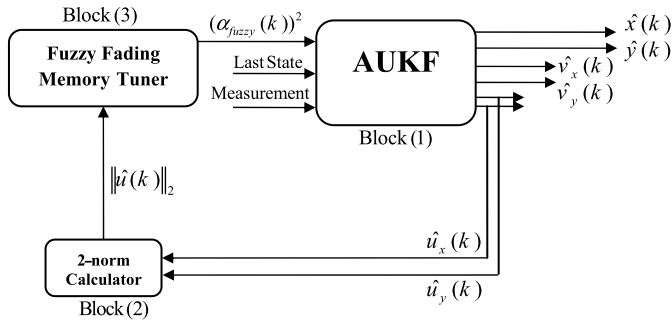 Block(3)
Fuzzy Fading
Memory Tuner
(α_fuzzy(k))²
Last State
Measurement
AUKF
Block(1)
x̂(k)
ŷ(k)
v̂_x(k)
v̂_y(k)
‖û(k)‖₂
2–norm
Calculator
Block(2)
û_x(k)
û_y(k)